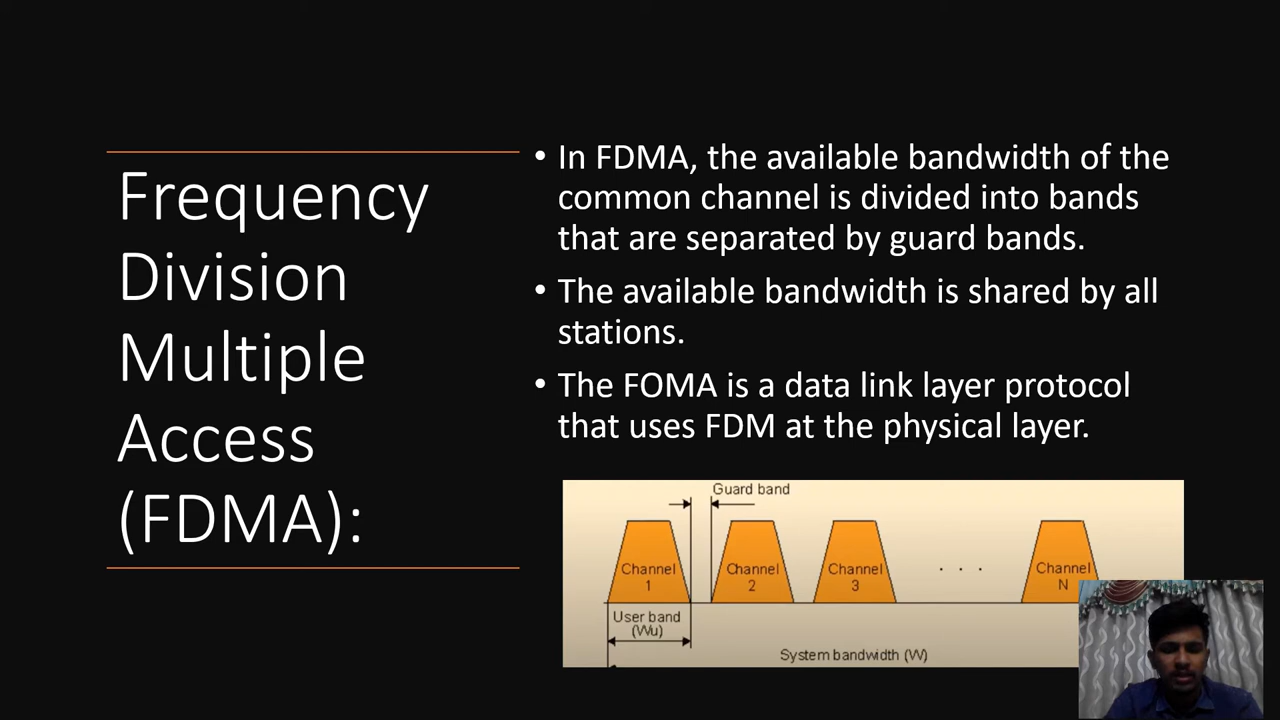 Frequency
Division
Multiple
Access
(FDMA):
• In FDMA, the available bandwidth of the
common channel is divided into bands
that are separated by guard bands.
• The available bandwidth is shared by all
stations.
• The FOMA is a data link layer protocol
that uses FDM at the physical layer.
Guard band
Channel
1
Channel
2
Channel
3
. . .
Channel
N
User band
(Wu)
System bandwidth (W)